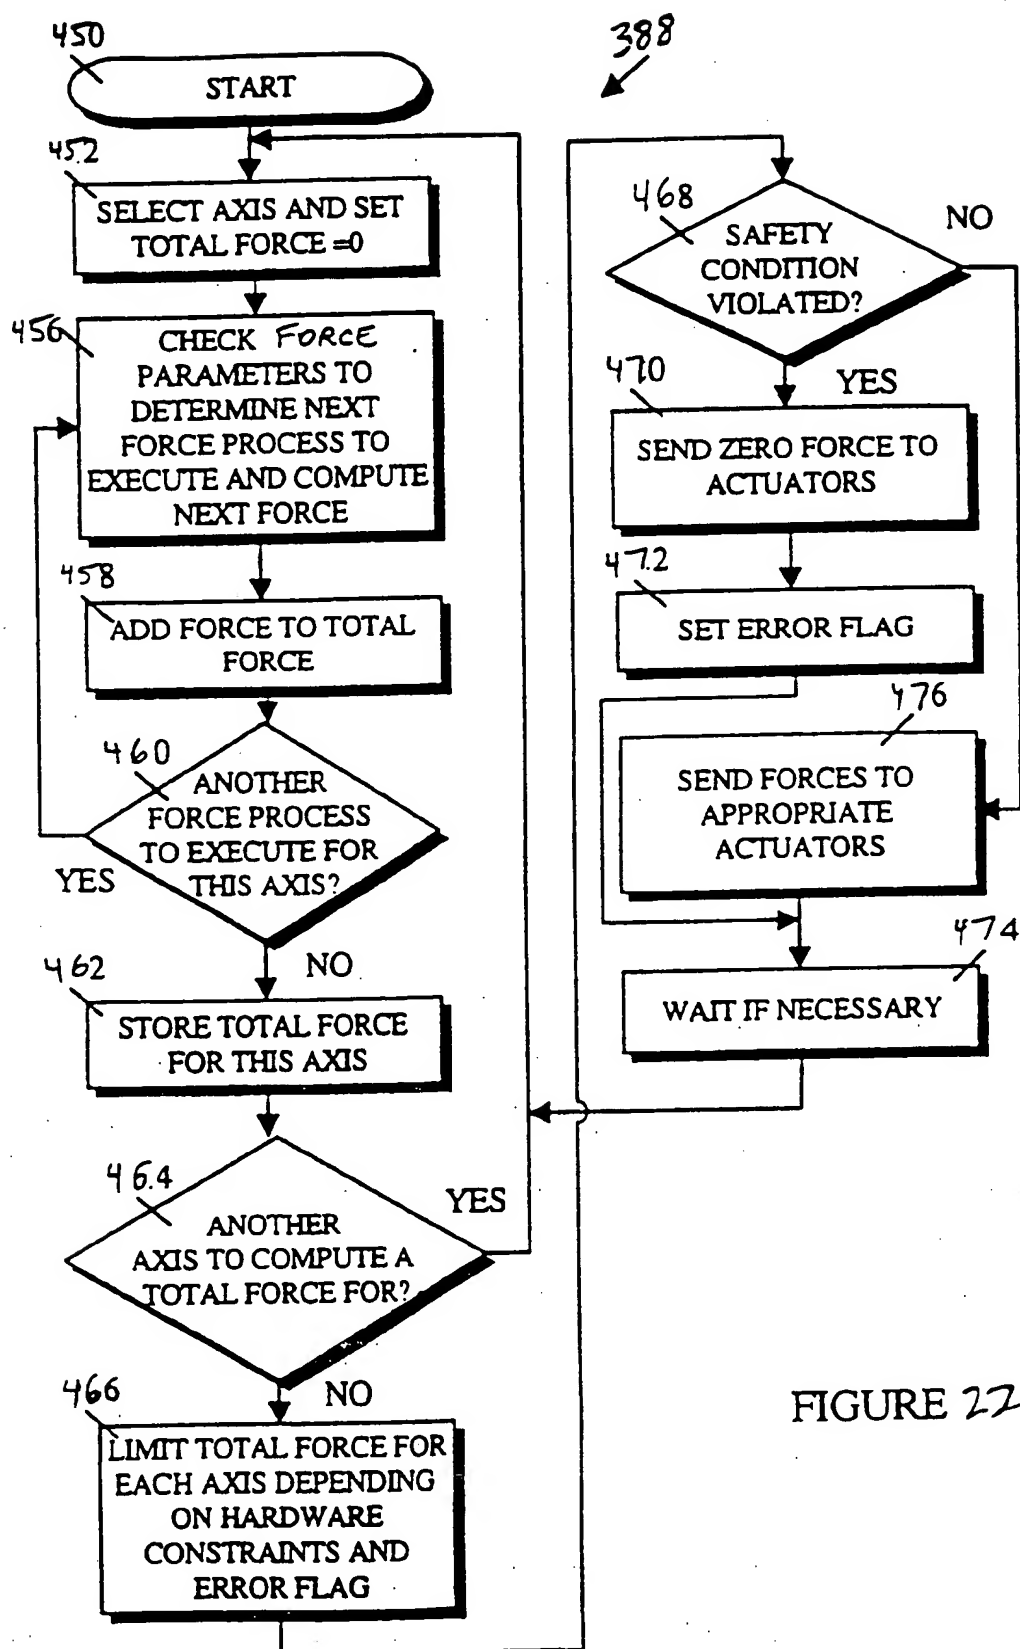 450
START
388
452
SELECT AXIS AND SET
TOTAL FORCE =0
456
CHECK FORCE
PARAMETERS TO
DETERMINE NEXT
FORCE PROCESS TO
EXECUTE AND COMPUTE
NEXT FORCE
458
ADD FORCE TO TOTAL
FORCE
460
ANOTHER
FORCE PROCESS
TO EXECUTE FOR
THIS AXIS?
YES
NO
462
STORE TOTAL FORCE
FOR THIS AXIS
464
YES
ANOTHER
AXIS TO COMPUTE A
TOTAL FORCE FOR?
NO
466
LIMIT TOTAL FORCE FOR
EACH AXIS DEPENDING
ON HARDWARE
CONSTRAINTS AND
ERROR FLAG
468
NO
SAFETY
CONDITION
VIOLATED?
YES
470
SEND ZERO FORCE TO
ACTUATORS
472
SET ERROR FLAG
476
SEND FORCES TO
APPROPRIATE
ACTUATORS
474
WAIT IF NECESSARY
FIGURE 22